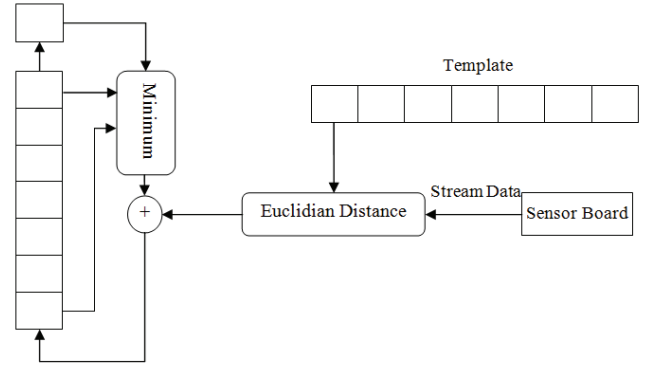 Template
Minimum
Stream Data
+
Euclidian Distance
Sensor Board